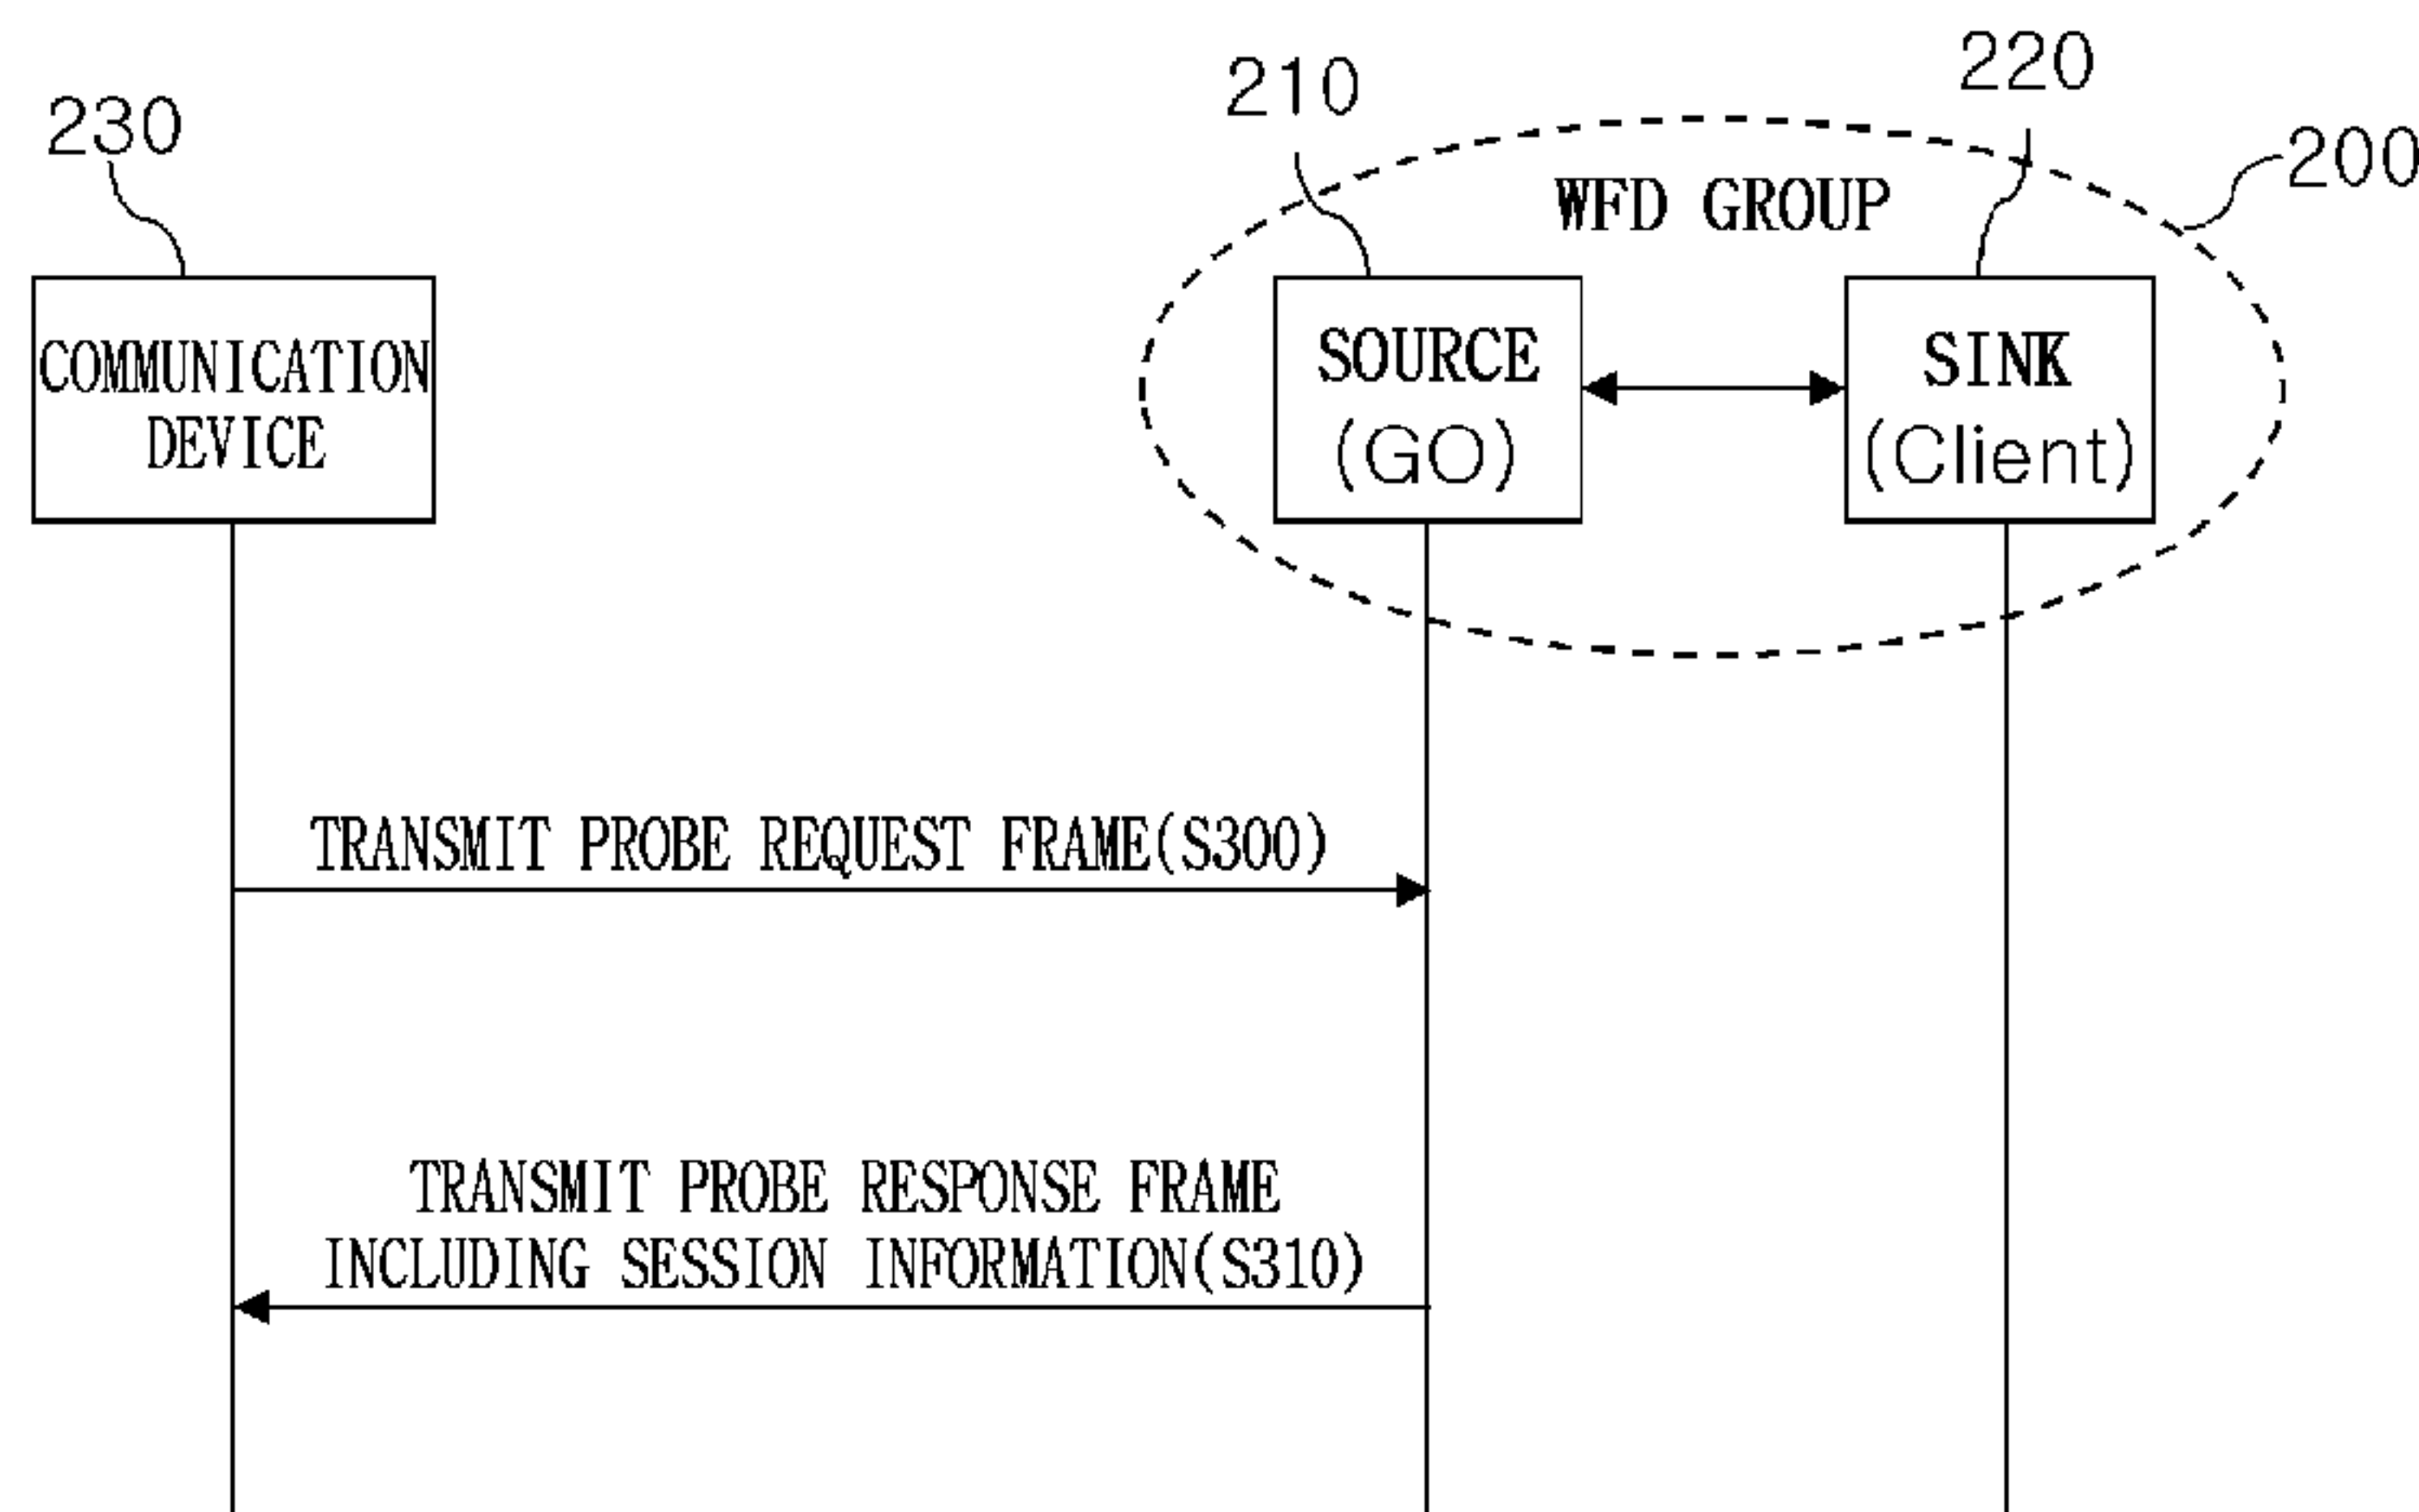 230
210
220
200
WFD GROUP
COMMUNICATION
DEVICE
SOURCE
(GO)
SINK
(Client)
TRANSMIT PROBE REQUEST FRAME(S300)
TRANSMIT PROBE RESPONSE FRAME
INCLUDING SESSION INFORMATION(S310)